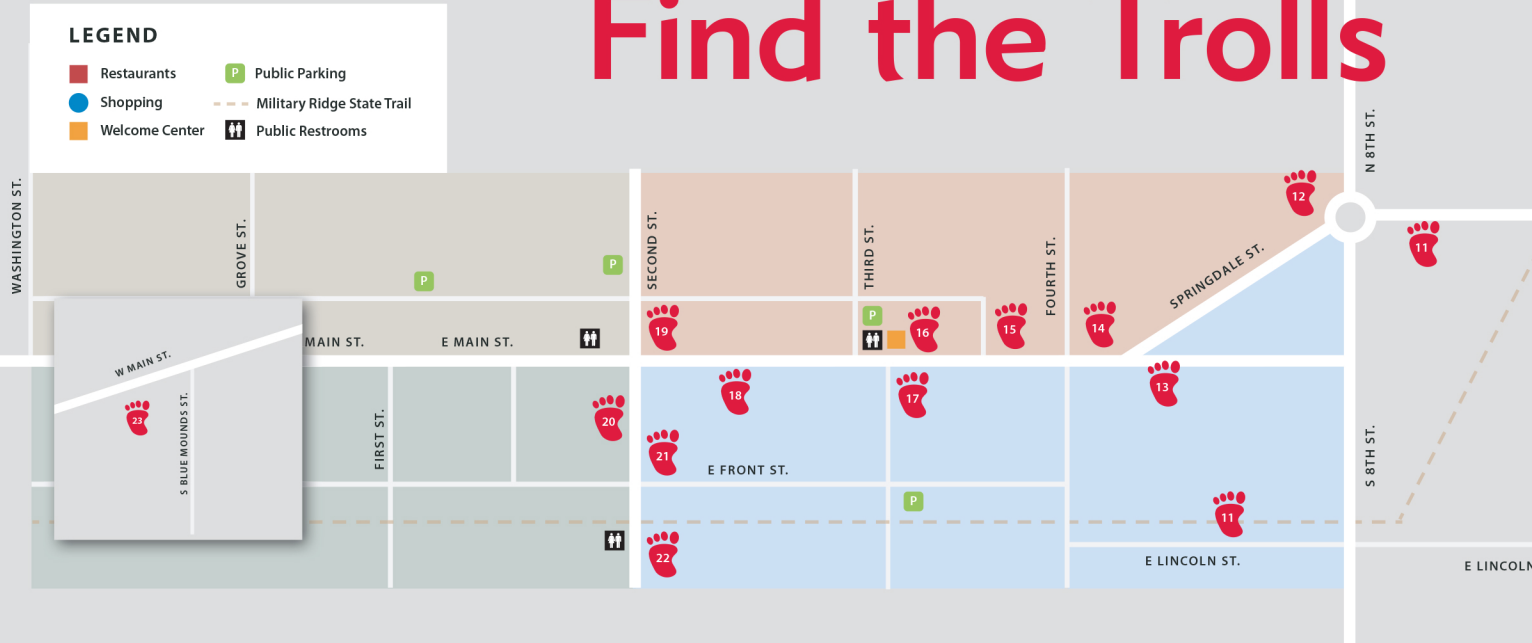 Find the Trolls
LEGEND
Restaurants
Shopping
Welcome Center
P Public Parking
Military Ridge State Trail
Public Restrooms
WASHINGTON ST.
GROVE ST.
SECOND ST.
THIRD ST.
FOURTH ST.
SPRINGDALE ST.
N 8TH ST.
12
11
P
P
19
P
16
15
14
MAIN ST.
E MAIN ST.
W MAIN ST.
23
S BLUE MOUNDS ST.
FIRST ST.
20
18
17
13
21
E FRONT ST.
S 8TH ST.
P
11
22
E LINCOLN ST.
E LINCOLN